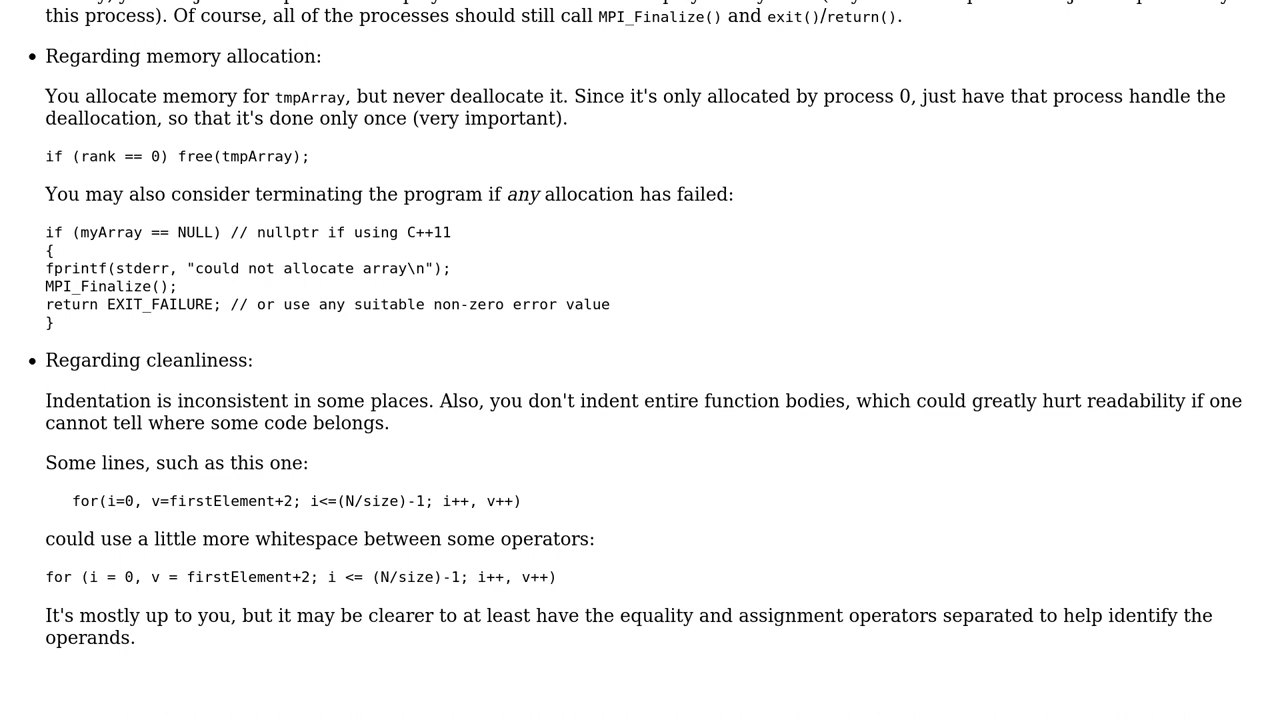 this process). Of course, all of the processes should still call MPI_Finalize() and exit()/return().
• Regarding memory allocation:
You allocate memory for tmpArray, but never deallocate it. Since it's only allocated by process 0, just have that process handle the
deallocation, so that it's done only once (very important).
if (rank == 0) free(tmpArray);
You may also consider terminating the program if any allocation has failed:
if (myArray == NULL) // nullptr if using C++11
{
fprintf(stderr, "could not allocate array\n");
MPI_Finalize();
return EXIT_FAILURE; // or use any suitable non-zero error value
}
• Regarding cleanliness:
Indentation is inconsistent in some places. Also, you don't indent entire function bodies, which could greatly hurt readability if one
cannot tell where some code belongs.
Some lines, such as this one:
for(i=0, v=firstElement+2; i<=(N/size)-1; i++, v++)
could use a little more whitespace between some operators:
for (i = 0, v = firstElement+2; i <= (N/size)-1; i++, v++)
It's mostly up to you, but it may be clearer to at least have the equality and assignment operators separated to help identify the
operands.